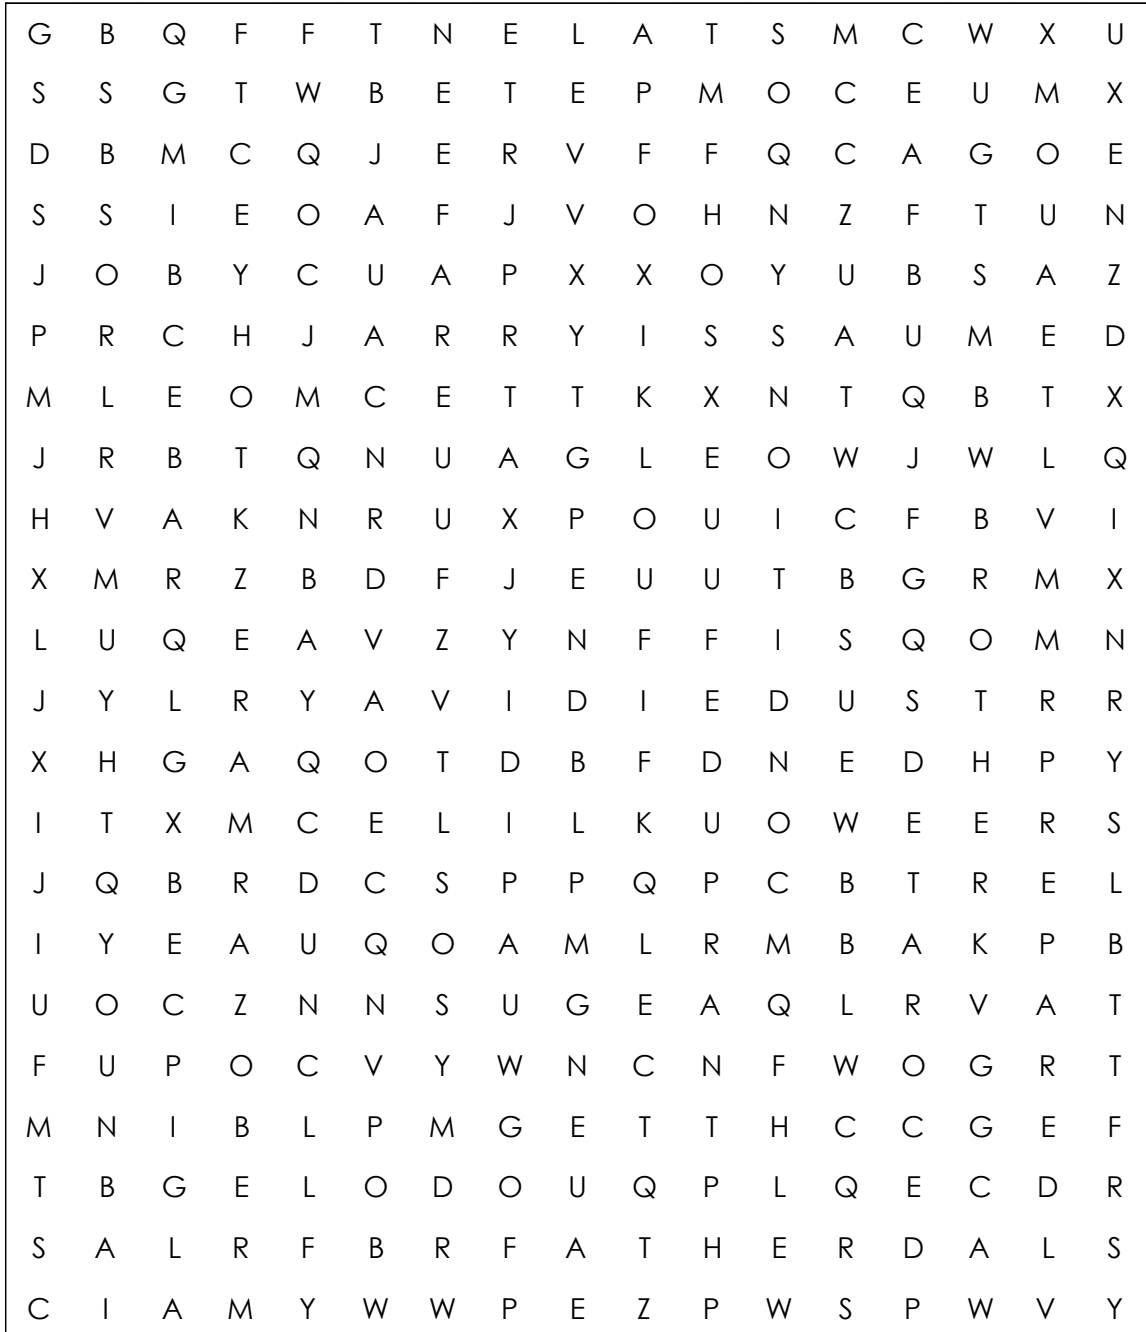 G B Q F F T N E L A T S M C W X U
S S G T W B E T E P M O C E U M X
D B M C Q J E R V F F Q C A G O E
S S I E O A F J V O H N Z F T U N
J O B Y C U A P X X O Y U B S A Z
P R C H J A R R Y I S S A U M E D
M L E O M C E T T K X N T Q B T X
J R B T Q N U A G L E O W J W L Q
H V A K N R U X P O U I C F B V I
X M R Z B D F J E U U T B G R M X
L U Q E A V Z Y N F F I S Q O M N
J Y L R Y A V I D I E D U S T R R
X H G A Q O T D B F D N E D H P Y
I T X M C E L I L K U O W E E R S
J Q B R D C S P P Q P C B T R E L
I Y E A U Q O A M L R M B A K P B
U O C Z N N S U G E A Q L R V A T
F U P O C V Y W N C N F W O G R T
M N I B L P M G E T T H C C G E F
T B G E L O D O U Q P L Q E C D R
S A L R F B R F A T H E R D A L S
C I A M Y W W P E Z P W S P W V Y